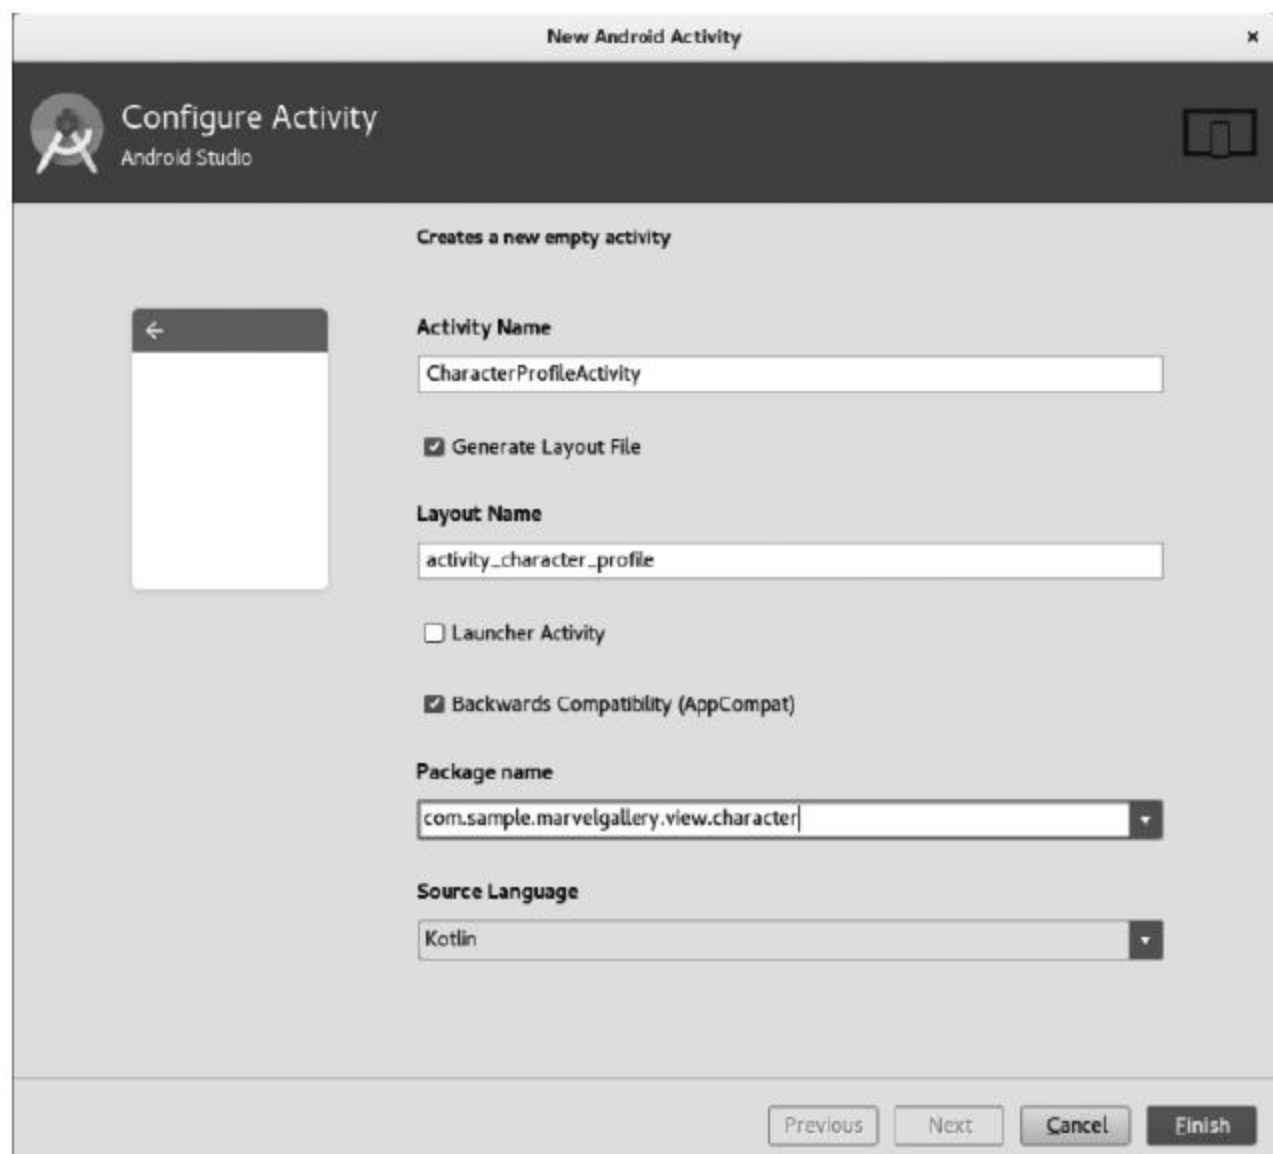 New Android Activity
Configure Activity
Android Studio
Creates a new empty activity
Activity Name
CharacterProfileActivity
Generate Layout File
Layout Name
activity_character_profile
Launcher Activity
Backwards Compatibility (AppCompat)
Package name
com.sample.marvelgallery.view.character
Source Language
Kotlin
Previous Next Cancel Finish